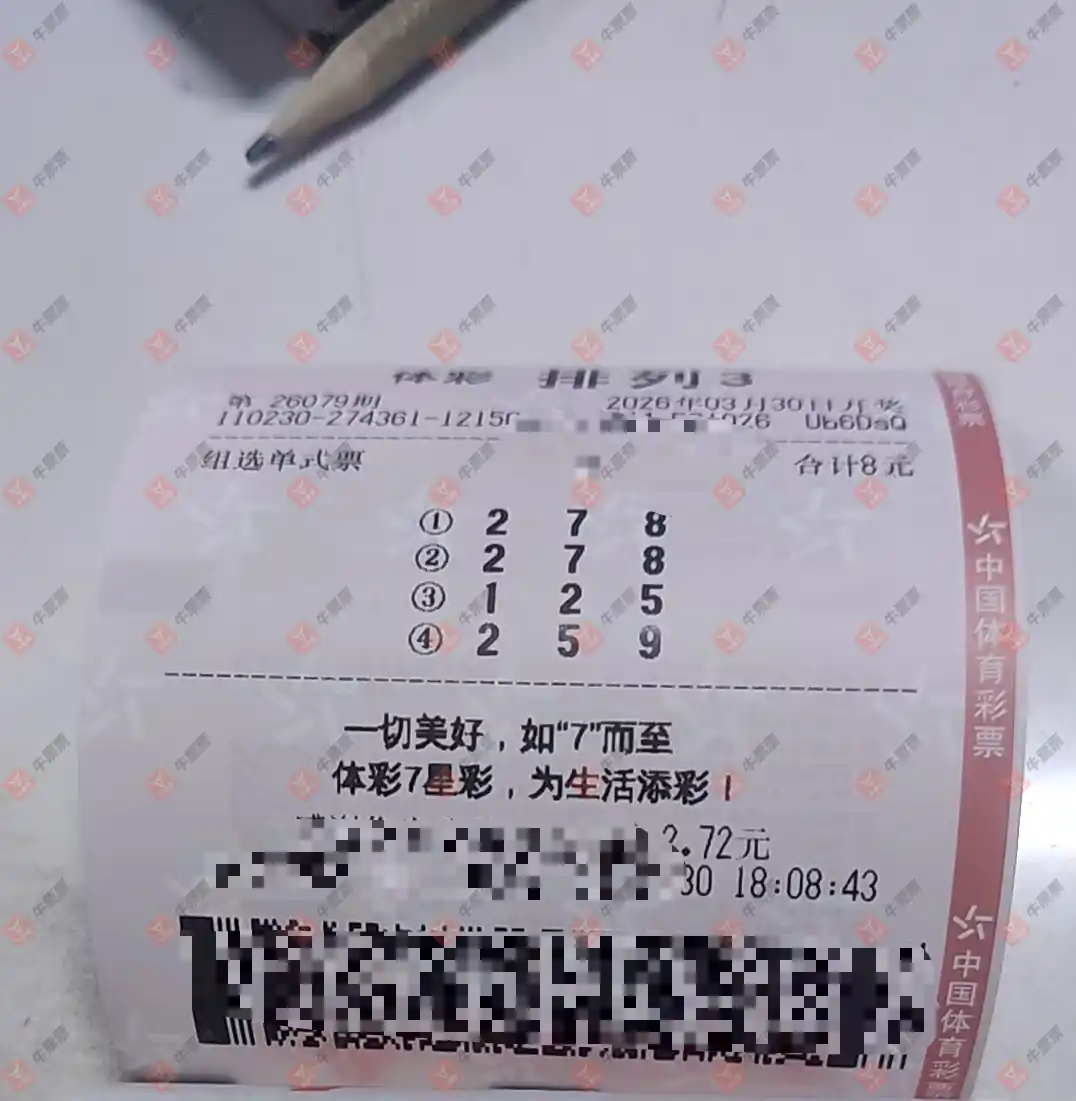 体彩 排列3
第 26079期 2026年03月30日开奖
110230-274361-1215 Ub6DsQ
组选单式票 合计8元
① 2 7 8
② 2 7 8
③ 1 2 5
④ 2 5 9
一切美好，如“7”而至
体彩7星彩，为生活添彩！
.72元
30 18:08:43
中国体育彩票
中国体育彩票
牛票票